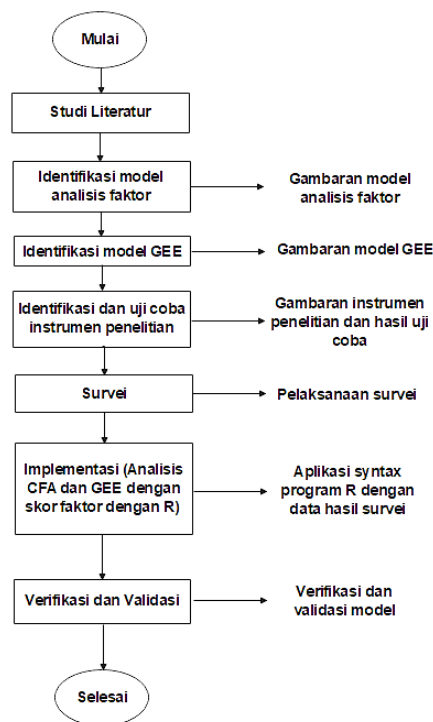 Mulai
Studi Literatur
Identifikasi model
analisis faktor
Gambaran model
analisis faktor
Identifikasi model GEE
Gambaran model GEE
Identifikasi dan uji coba
instrumen penelitian
Gambaran instrumen
penelitian dan hasil uji
coba
Survei
Pelaksanaan survei
Implementasi (Analisis
CFA dan GEE dengan
skor faktor dengan R)
Aplikasi syntax
program R dengan
data hasil survei
Verifikasi dan Validasi
Verifikasi dan
validasi model
Selesai